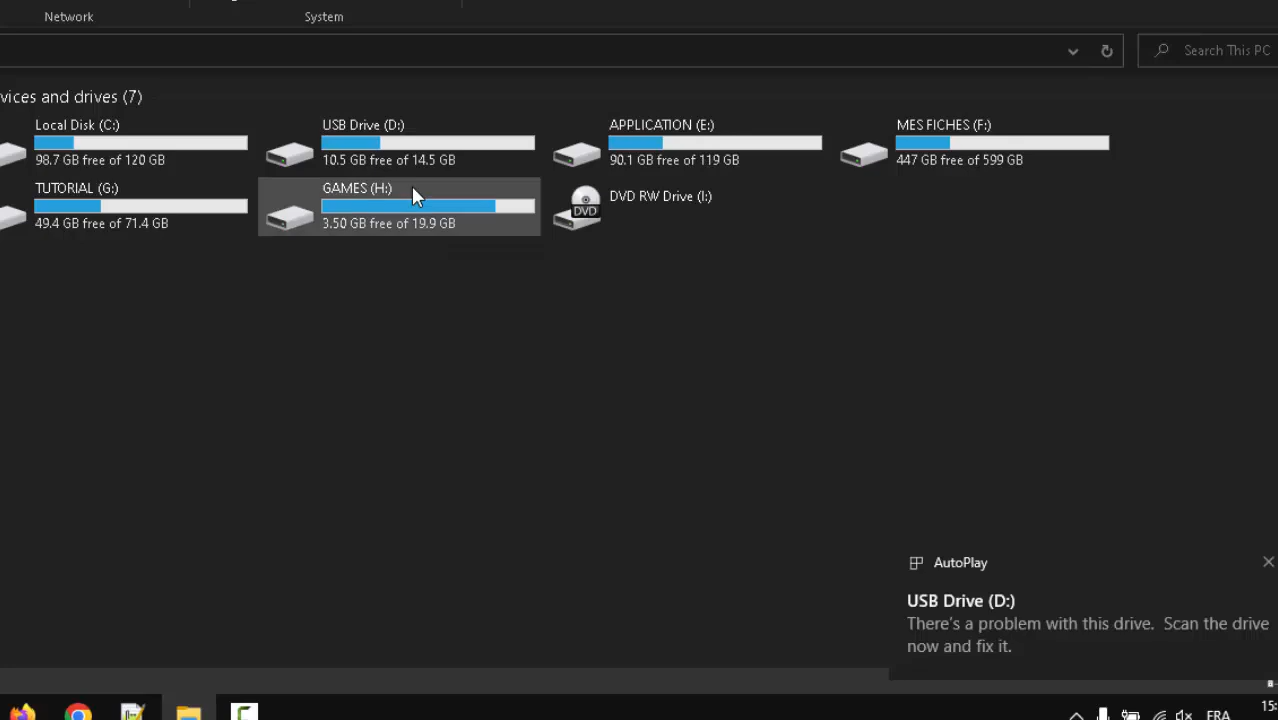 Network
System
Search This PC
vices and drives (7)
Local Disk (C:)
98.7 GB free of 120 GB
USB Drive (D:)
10.5 GB free of 14.5 GB
APPLICATION (E:)
90.1 GB free of 119 GB
MES FICHES (F:)
447 GB free of 599 GB
TUTORIAL (G:)
49.4 GB free of 71.4 GB
GAMES (H:)
3.50 GB free of 19.9 GB
DVD
DVD RW Drive (I:)
AutoPlay
USB Drive (D:)
There's a problem with this drive. Scan the drive
now and fix it.
FRA
15: